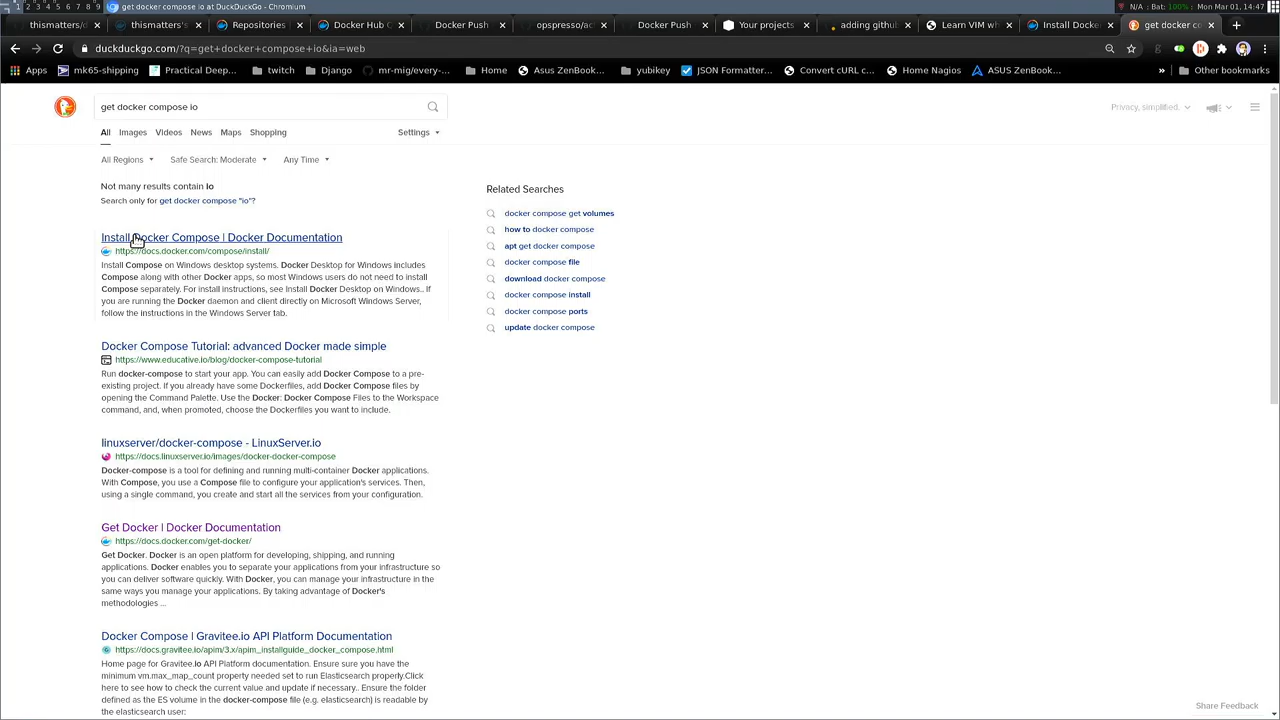 1 2 3 4 5 6 7 8 9 get docker compose io at DuckDuckGo - Chromium N/A | Bat: 100% | Mon Mar 01, 14:47
thismatters/d thismatter's Repositories Docker Hub Docker Push opspresso/ac Docker Push Your projects adding github Learn VIM wh Install Docker get docker co
duckduckgo.com/?q=get+docker+compose+io&ia=web
Apps mk65-shipping Practical Deep... twitch Django mr-mig/every-... Home Asus ZenBook... yubikey JSON Formatter... Convert cURL c... Home Nagios ASUS ZenBook... » Other bookmarks
get docker compose io
Privacy, simplified.
All Images Videos News Maps Shopping Settings
All Regions Safe Search: Moderate Any Time
Not many results contain io
Search only for get docker compose "io"?
Install Docker Compose | Docker Documentation
https://docs.docker.com/compose/install/
Install Compose on Windows desktop systems. Docker Desktop for Windows includes
Compose along with other Docker apps, so most Windows users do not need to install
Compose separately. For install instructions, see Install Docker Desktop on Windows.. If
you are running the Docker daemon and client directly on Microsoft Windows Server,
follow the instructions in the Windows Server tab.
Docker Compose Tutorial: advanced Docker made simple
https://www.educative.io/blog/docker-compose-tutorial
Run docker-compose to start your app. You can easily add Docker Compose to a pre-
existing project. If you already have some Dockerfiles, add Docker Compose files by
opening the Command Palette. Use the Docker: Docker Compose Files to the Workspace
command, and, when promoted, choose the Dockerfiles you want to include.
linuxserver/docker-compose - LinuxServer.io
https://docs.linuxserver.io/images/docker-docker-compose
Docker-compose is a tool for defining and running multi-container Docker applications.
With Compose, you use a Compose file to configure your application's services. Then,
using a single command, you create and start all the services from your configuration.
Get Docker | Docker Documentation
https://docs.docker.com/get-docker/
Get Docker. Docker is an open platform for developing, shipping, and running
applications. Docker enables you to separate your applications from your infrastructure so
you can deliver software quickly. With Docker, you can manage your infrastructure in the
same ways you manage your applications. By taking advantage of Docker's
methodologies ...
Docker Compose | Gravitee.io API Platform Documentation
https://docs.gravitee.io/apim/3.x/apim_installguide_docker_compose.html
Home page for Gravitee.io API Platform documentation. Ensure sure you have the
minimum vm.max_map_count property needed set to run Elasticsearch properly.Click
here to see how to check the current value and update if necessary.. Ensure the folder
defined as the ES volume in the docker-compose file (e.g. elasticsearch) is readable by
the elasticsearch user:
Related Searches
docker compose get volumes
how to docker compose
apt get docker compose
docker compose file
download docker compose
docker compose install
docker compose ports
update docker compose
Share Feedback